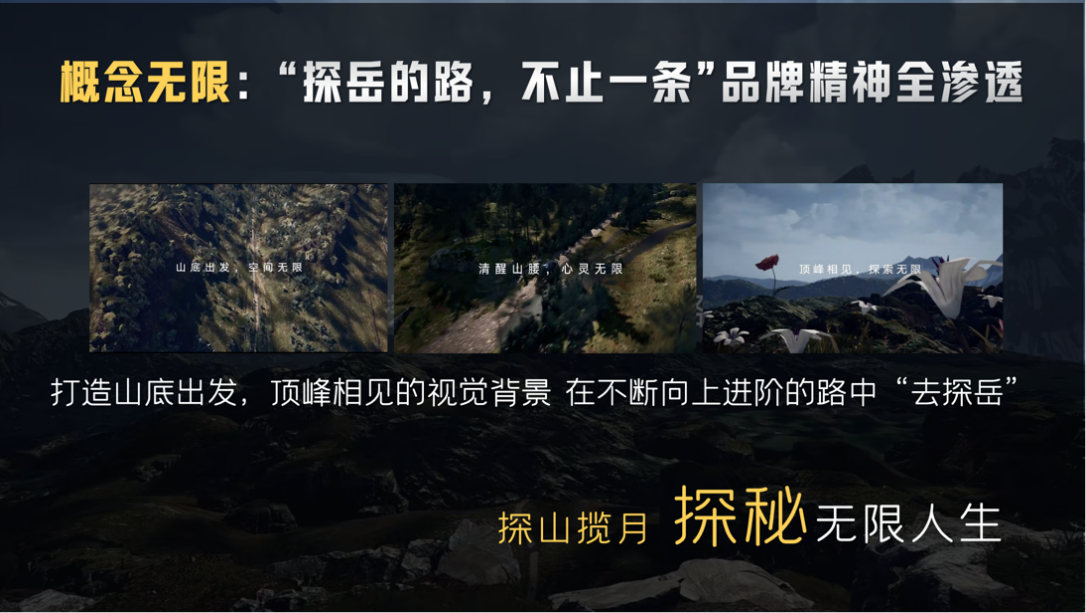 概念无限：“探岳的路，不止一条”品牌精神全渗透
山底出发，空间无限
清醒山腰，心灵无限
顶峰相见，探索无限
打造山底出发，顶峰相见的视觉背景 在不断向上进阶的路中“去探岳”
探山揽月 探秘无限人生